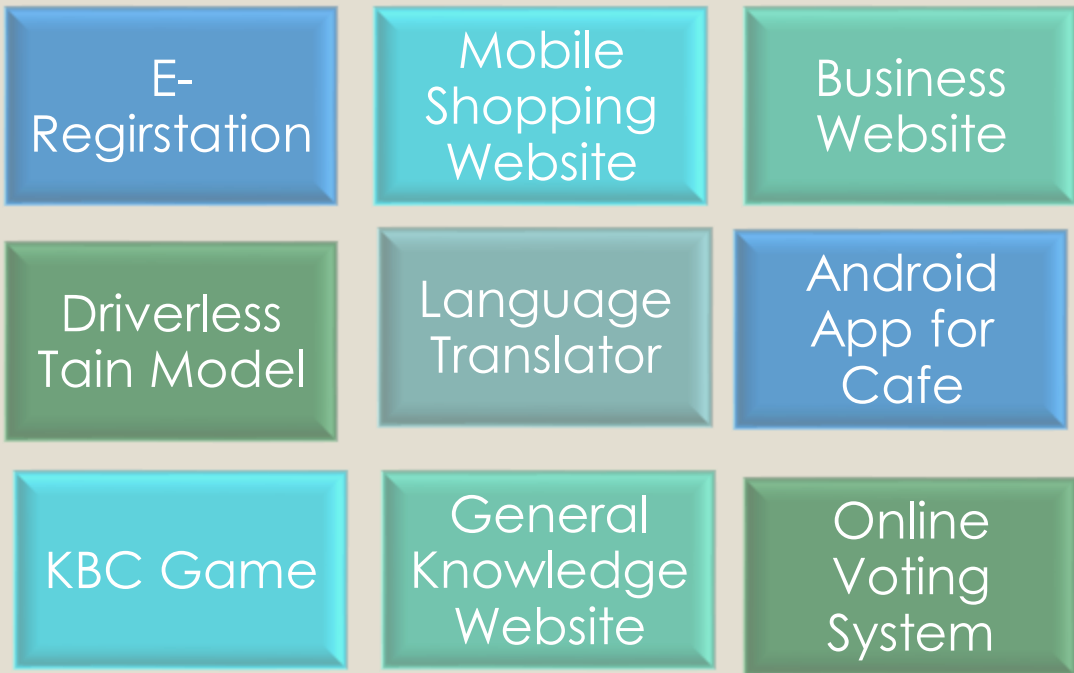 E-
Regirstation
Mobile
Shopping
Website
Business
Website
Driverless
Tain Model
Language
Translator
Android
App for
Cafe
KBC Game
General
Knowledge
Website
Online
Voting
System